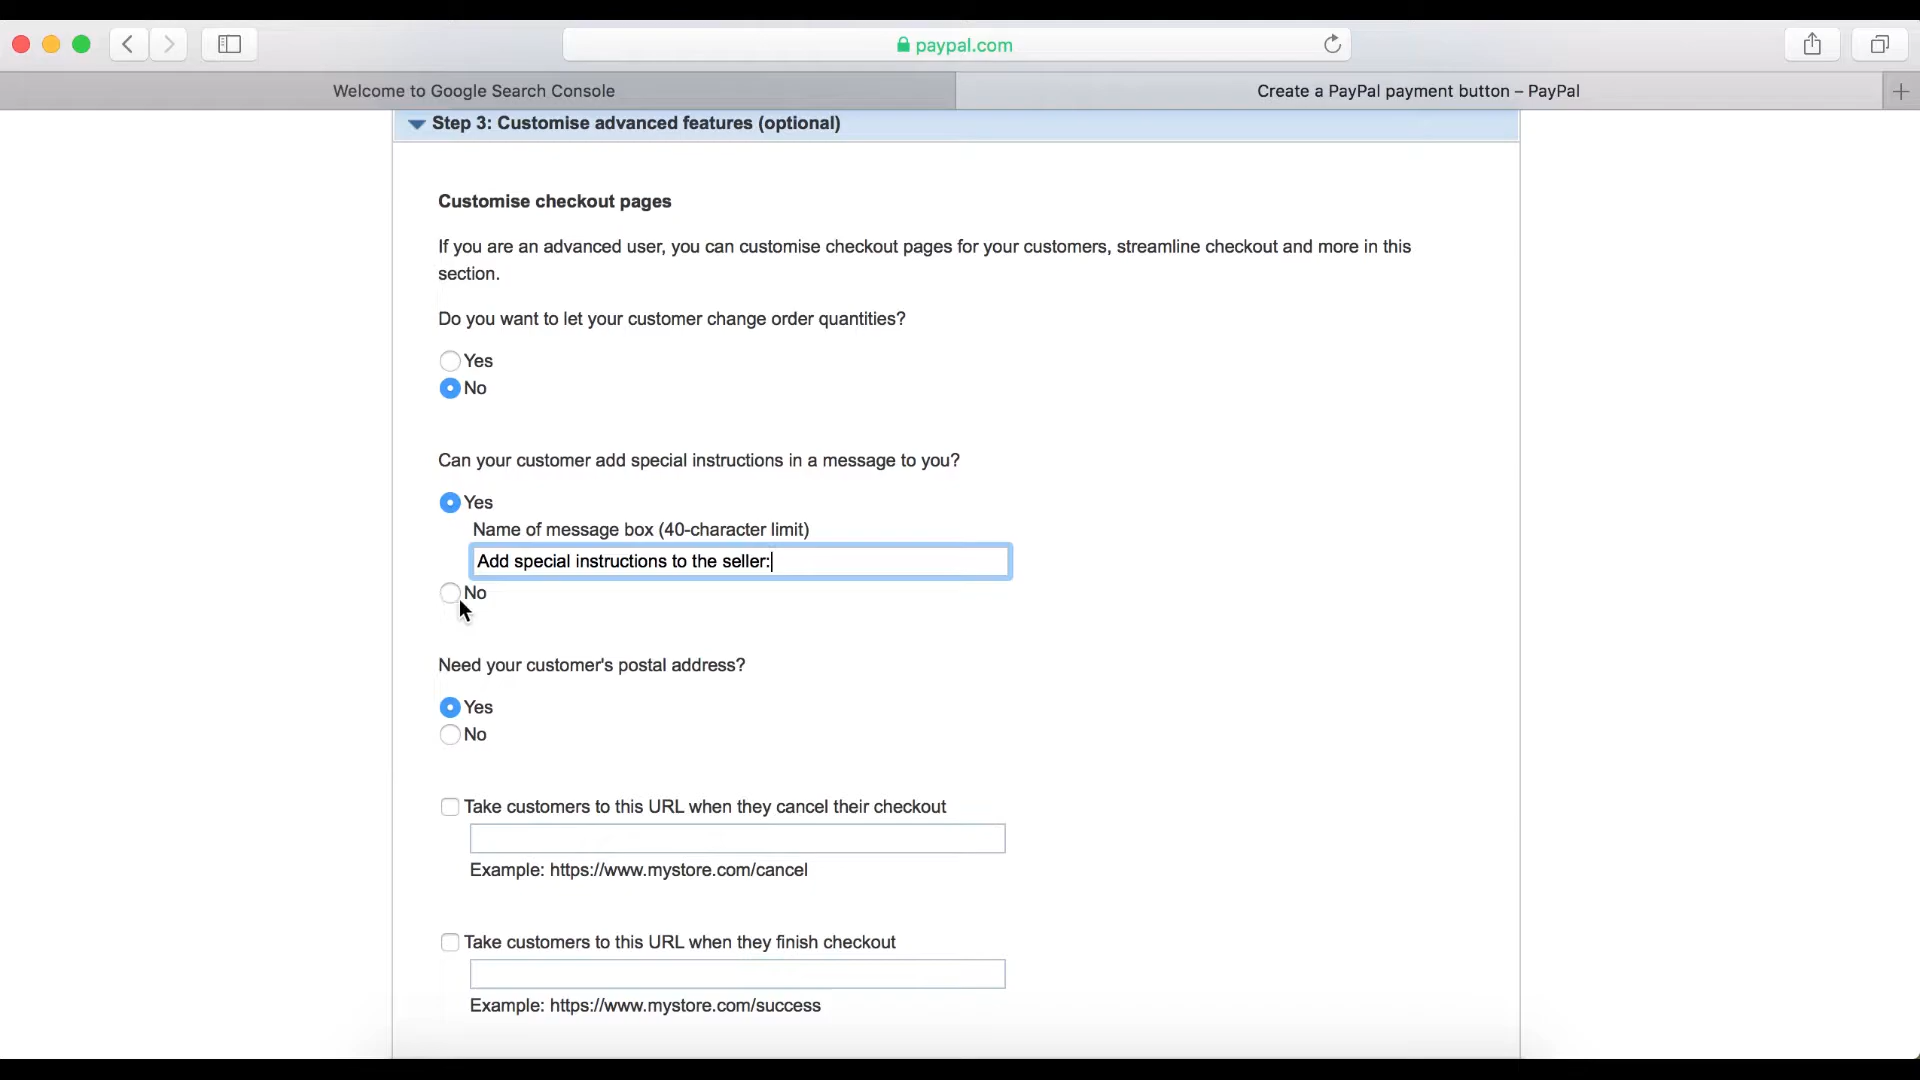 paypal.com
Welcome to Google Search Console
Create a PayPal payment button – PayPal
Step 3: Customise advanced features (optional)
Customise checkout pages
If you are an advanced user, you can customise checkout pages for your customers, streamline checkout and more in this
section.
Do you want to let your customer change order quantities?
Yes
No
Can your customer add special instructions in a message to you?
Yes
Name of message box (40-character limit)
Add special instructions to the seller:
No
Need your customer's postal address?
Yes
No
Take customers to this URL when they cancel their checkout
Example: https://www.mystore.com/cancel
Take customers to this URL when they finish checkout
Example: https://www.mystore.com/success